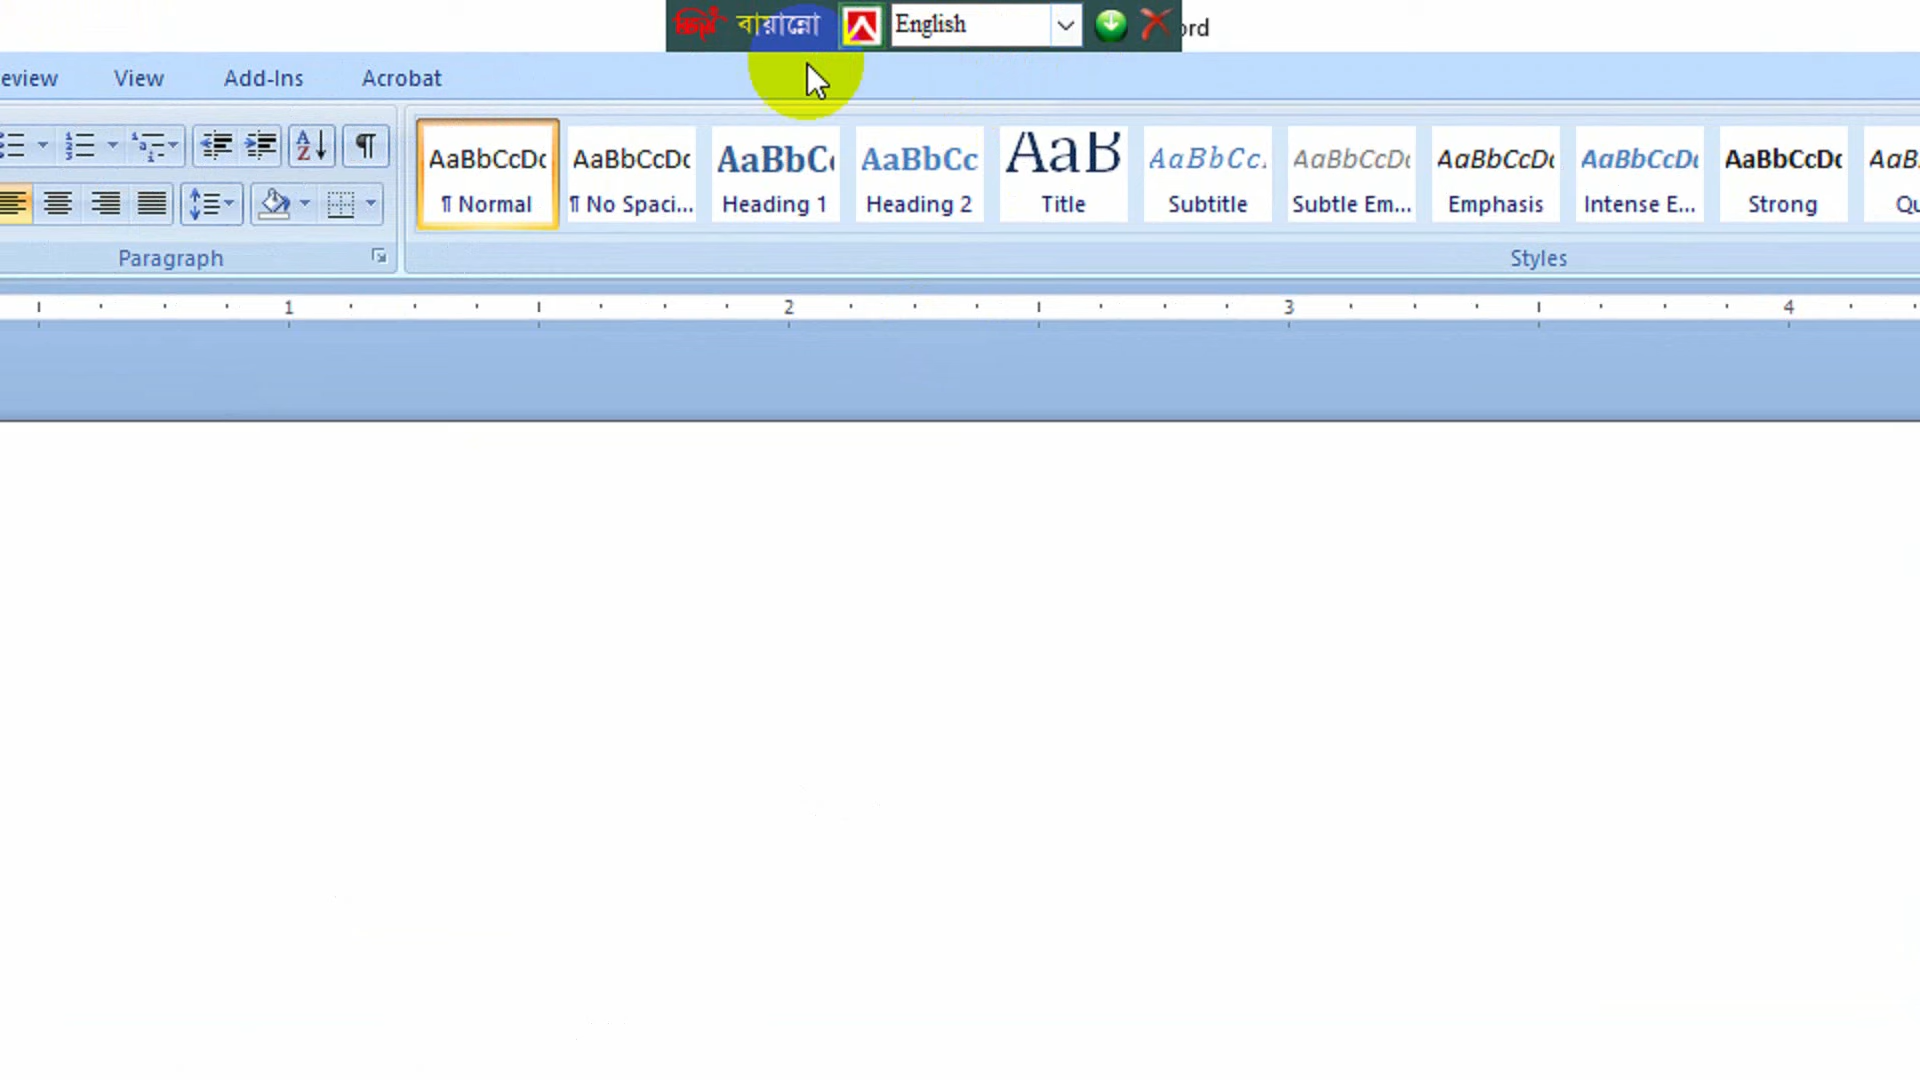 বিজয় বায়ান্নো English ord
eview View Add-Ins Acrobat
AaBbCcDc AaBbCcDc AaBbC AaBbCc AaB AaBbCc. AaBbCcDc AaBbCcDc AaBbCcDc AaBbCcDc AaB
¶ Normal ¶ No Spaci... Heading 1 Heading 2 Title Subtitle Subtle Em... Emphasis Intense E... Strong Qu
Paragraph Styles
1 2 3 4